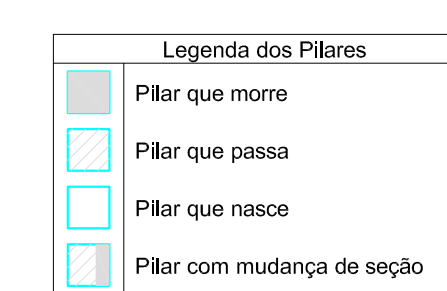 Legenda dos Pilares
Pilar que morre
Pilar que passa
Pilar que nasce
Pilar com mudança de seção